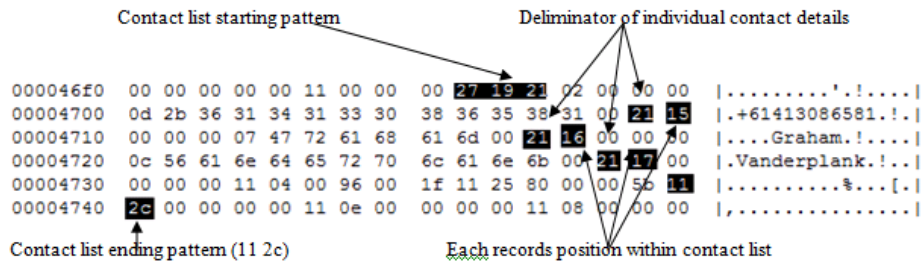 Contact list starting pattern Deliminator of individual contact details
000046f0 00 00 00 00 00 11 00 00 00 27 19 21 02 00 00 00 |.........'.!....|
00004700 0d 2b 36 31 34 31 33 30 38 36 35 38 31 00 21 15 |.+61413086581.!.|
00004710 00 00 00 07 47 72 61 68 61 6d 00 21 16 00 00 00 |....Graham.!....|
00004720 0c 56 61 6e 64 65 72 70 6c 61 6e 6b 00 21 17 00 |.Vanderplank.!..|
00004730 00 00 00 11 04 00 96 00 1f 11 25 80 00 00 5b 11 |..........%...[.|
00004740 2c 00 00 00 00 11 0e 00 00 00 00 11 08 00 00 00 |,...............|
Contact list ending pattern (11 2c) Each records position within contact list